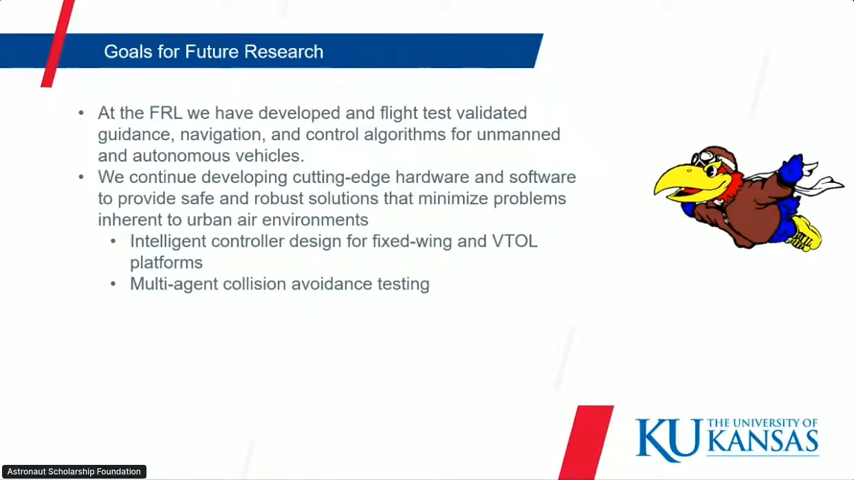 Goals for Future Research
• At the FRL we have developed and flight test validated
guidance, navigation, and control algorithms for unmanned
and autonomous vehicles.
• We continue developing cutting-edge hardware and software
to provide safe and robust solutions that minimize problems
inherent to urban air environments
• Intelligent controller design for fixed-wing and VTOL
platforms
• Multi-agent collision avoidance testing
KU THE UNIVERSITY OF
KANSAS
Astronaut Scholarship Foundation